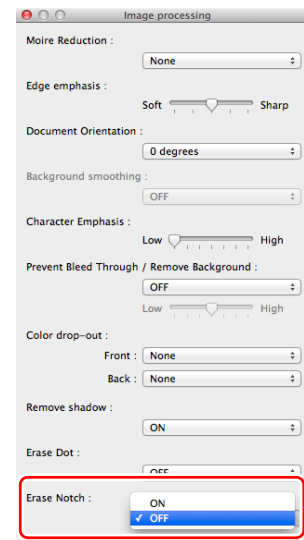 Image processing
Moire Reduction :
None
Edge emphasis :
Soft Sharp
Document Orientation :
0 degrees
Background smoothing :
OFF
Character Emphasis :
Low High
Prevent Bleed Through / Remove Background :
OFF
Low High
Color drop-out :
Front : None
Back : None
Remove shadow :
ON
Erase Dot :
OFF
Erase Notch :
ON
✓ OFF